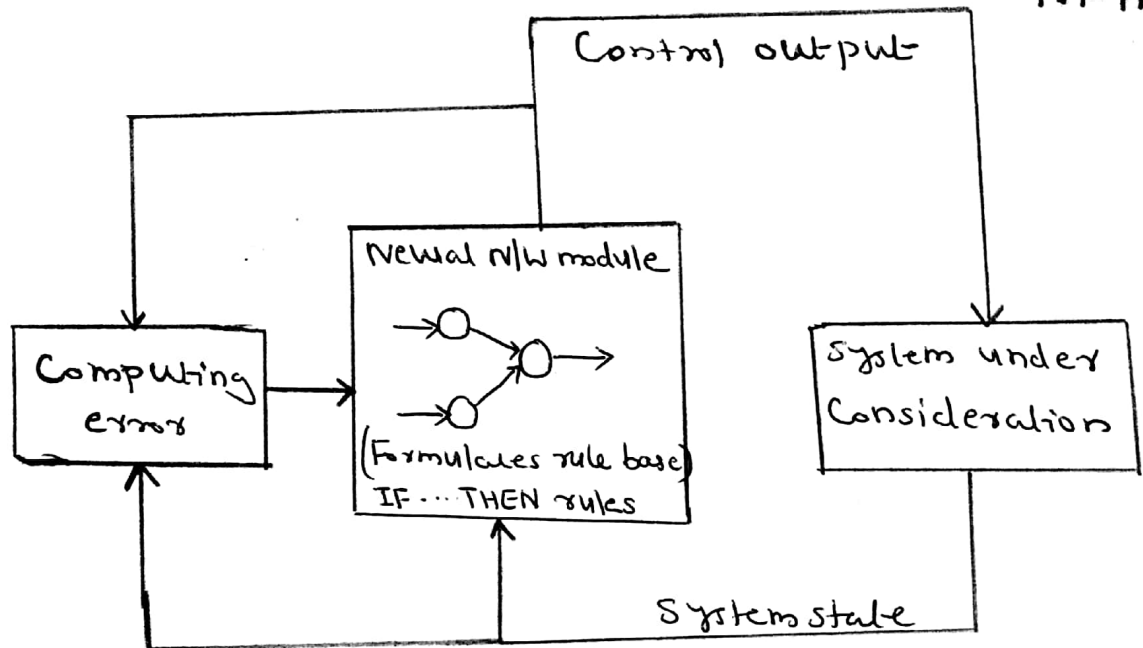 Control output
Neural N/W module
Computing
error
(Formulates rule base)
IF....THEN rules
System under
Consideration
System state